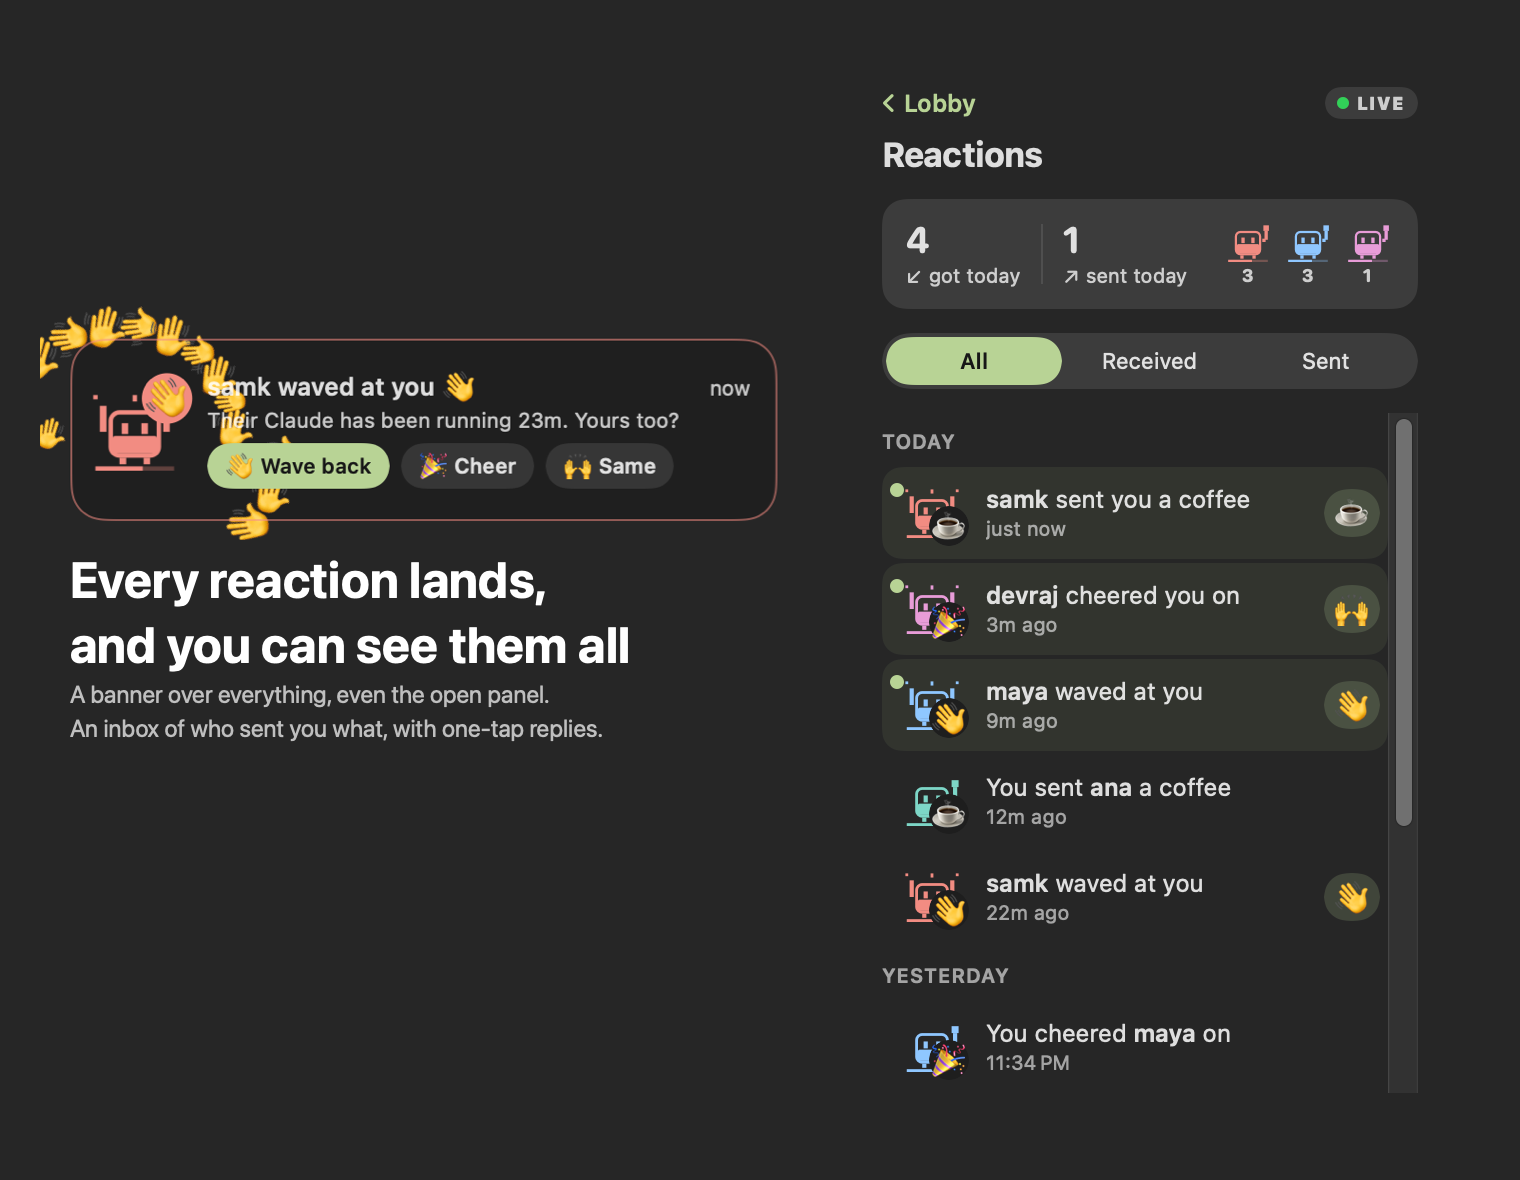 samk waved at you 👋
now
Their Claude has been running 23m. Yours too?
👋 Wave back
🎉 Cheer
🙌 Same
Every reaction lands,
and you can see them all
A banner over everything, even the open panel.
An inbox of who sent you what, with one-tap replies.
Lobby
LIVE
Reactions
4
↙ got today
1
↗ sent today
3
3
1
All
Received
Sent
TODAY
samk sent you a coffee
just now
devraj cheered you on
3m ago
maya waved at you
9m ago
You sent ana a coffee
12m ago
samk waved at you
22m ago
YESTERDAY
You cheered maya on
11:34 PM